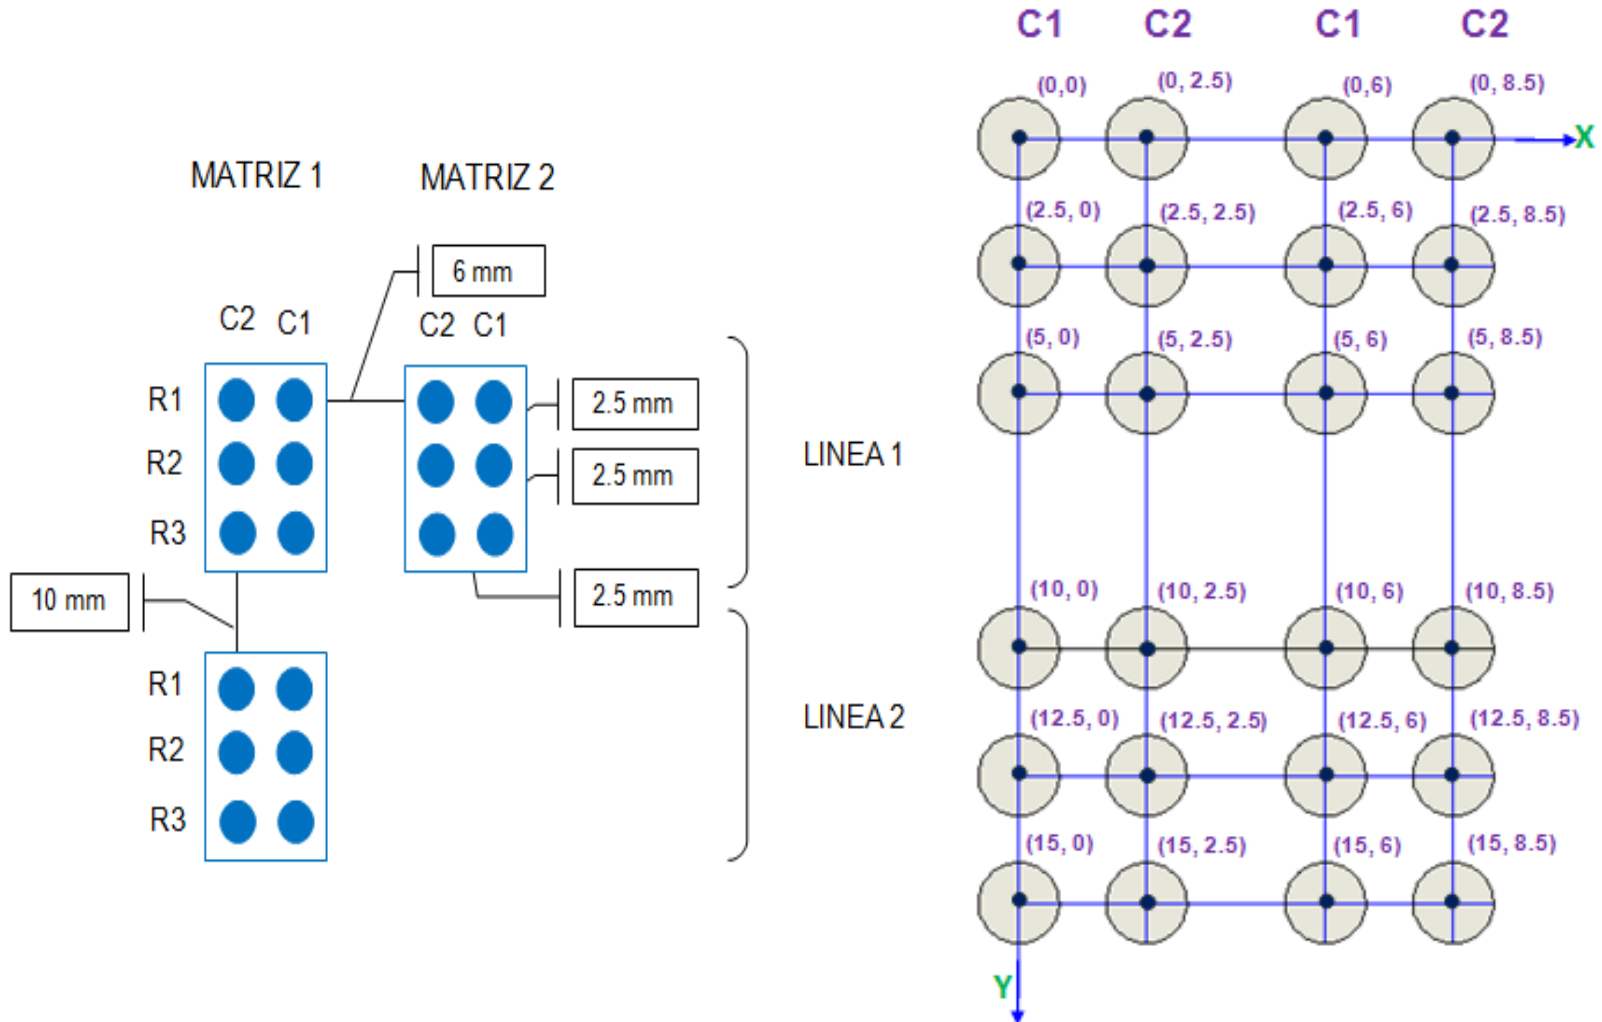 MATRIZ 1
MATRIZ 2
6 mm
C2 C1
C2 C1
R1
R2
R3
2.5 mm
2.5 mm
2.5 mm
10 mm
R1
R2
R3
LINEA 1
LINEA 2
C1 C2 C1 C2
(0,0) (0, 2.5) (0,6) (0, 8.5)
X
(2.5, 0) (2.5, 2.5) (2.5, 6) (2.5, 8.5)
(5, 0) (5, 2.5) (5, 6) (5, 8.5)
(10, 0) (10, 2.5) (10, 6) (10, 8.5)
(12.5, 0) (12.5, 2.5) (12.5, 6) (12.5, 8.5)
(15, 0) (15, 2.5) (15, 6) (15, 8.5)
Y